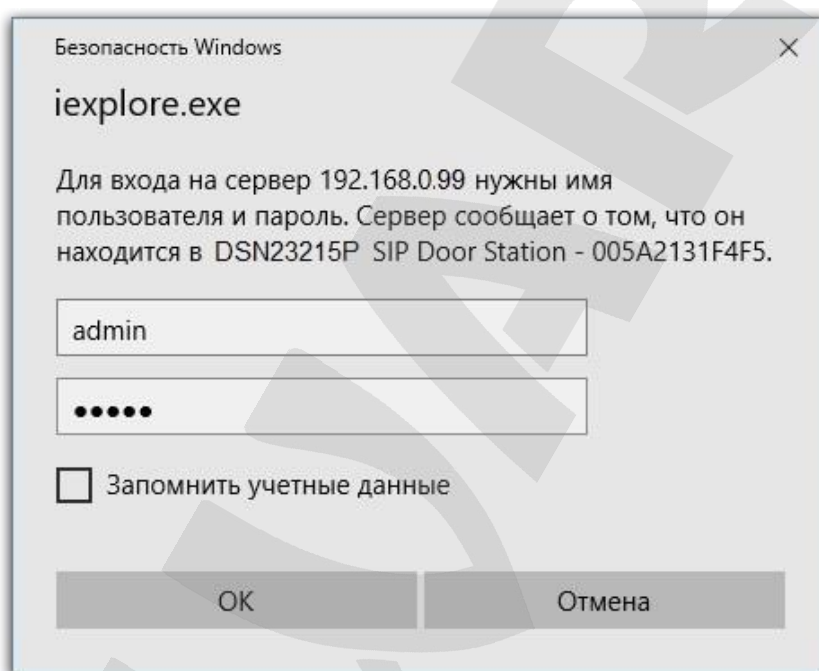 Безопасность Windows
iexplore.exe
Для входа на сервер 192.168.0.99 нужны имя
пользователя и пароль. Сервер сообщает о том, что он
находится в DSN23215P SIP Door Station - 005A2131F4F5.
admin
•••••
Запомнить учетные данные
ОК
Отмена